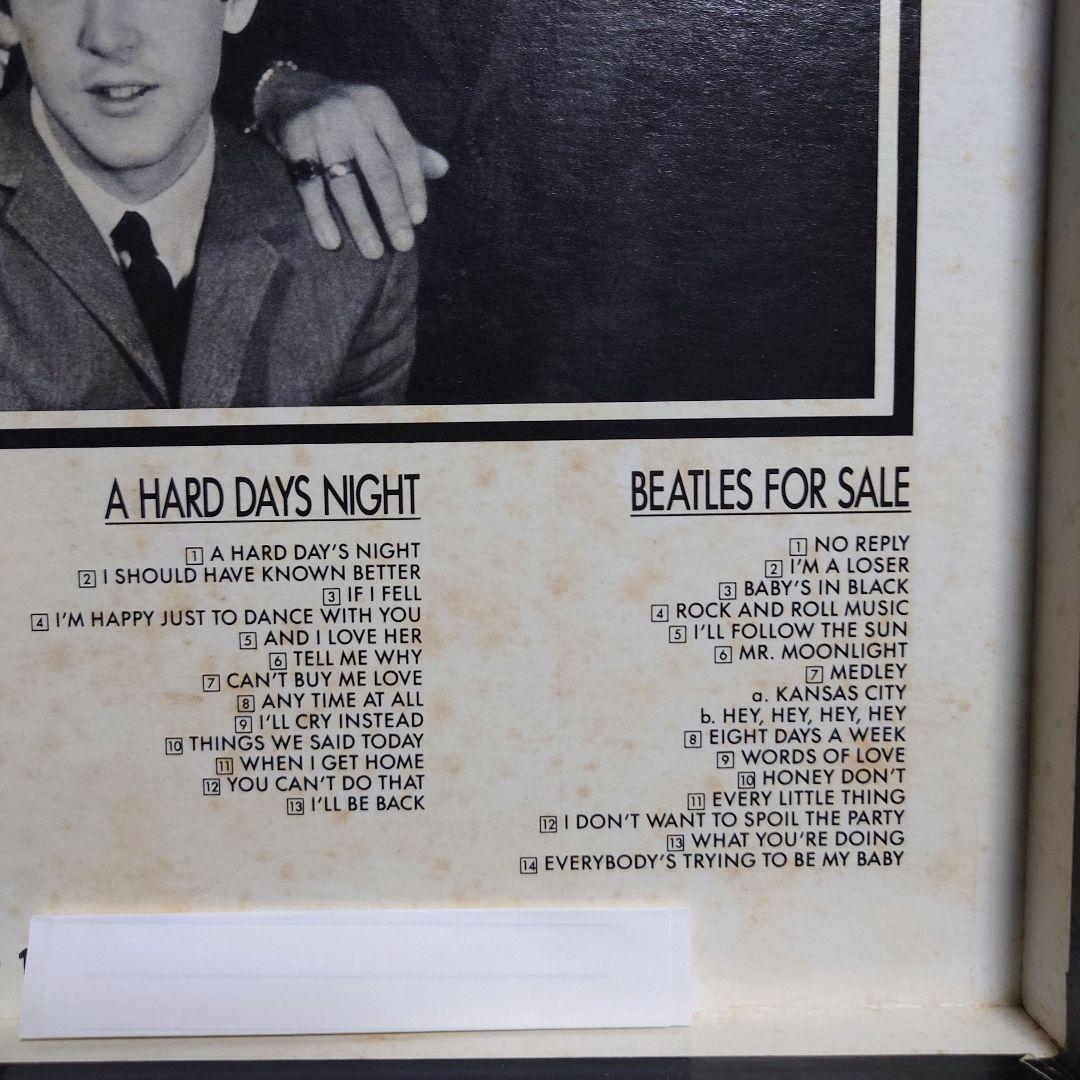 A HARD DAYS NIGHT
1 A HARD DAY'S NIGHT
2 I SHOULD HAVE KNOWN BETTER
3 IF I FELL
4 I'M HAPPY JUST TO DANCE WITH YOU
5 AND I LOVE HER
6 TELL ME WHY
7 CAN'T BUY ME LOVE
8 ANY TIME AT ALL
9 I'LL CRY INSTEAD
10 THINGS WE SAID TODAY
11 WHEN I GET HOME
12 YOU CAN'T DO THAT
13 I'LL BE BACK
BEATLES FOR SALE
1 NO REPLY
2 I'M A LOSER
3 BABY'S IN BLACK
4 ROCK AND ROLL MUSIC
5 I'LL FOLLOW THE SUN
6 MR. MOONLIGHT
7 MEDLEY
a. KANSAS CITY
b. HEY, HEY, HEY, HEY
8 EIGHT DAYS A WEEK
9 WORDS OF LOVE
10 HONEY DON'T
11 EVERY LITTLE THING
12 I DON'T WANT TO SPOIL THE PARTY
13 WHAT YOU'RE DOING
14 EVERYBODY'S TRYING TO BE MY BABY